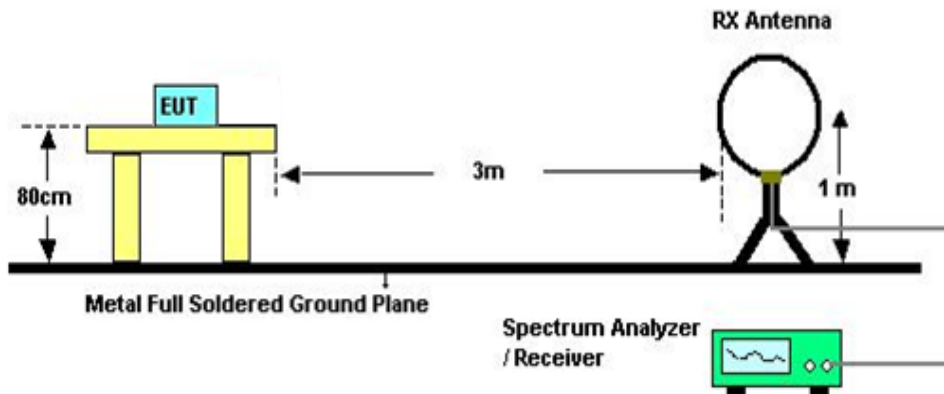 RX Antenna
EUT
80cm
3m
1 m
Metal Full Soldered Ground Plane
Spectrum Analyzer
/ Receiver